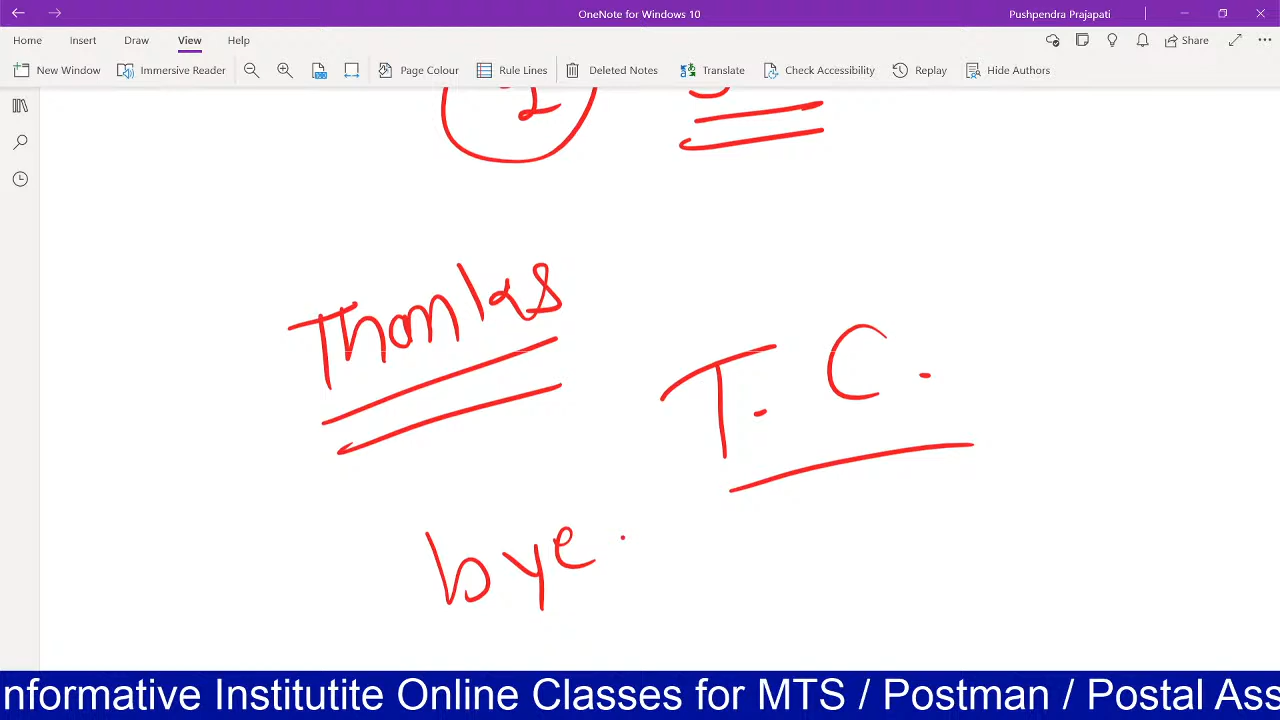 OneNote for Windows 10
Pushpendra Prajapati
Home Insert Draw View Help
Share
New Window Immersive Reader Page Colour Rule Lines Deleted Notes Translate Check Accessibility Replay Hide Authors
Thanks
T. C.
bye.
nformative Institutite Online Classes for MTS / Postman / Postal Ass